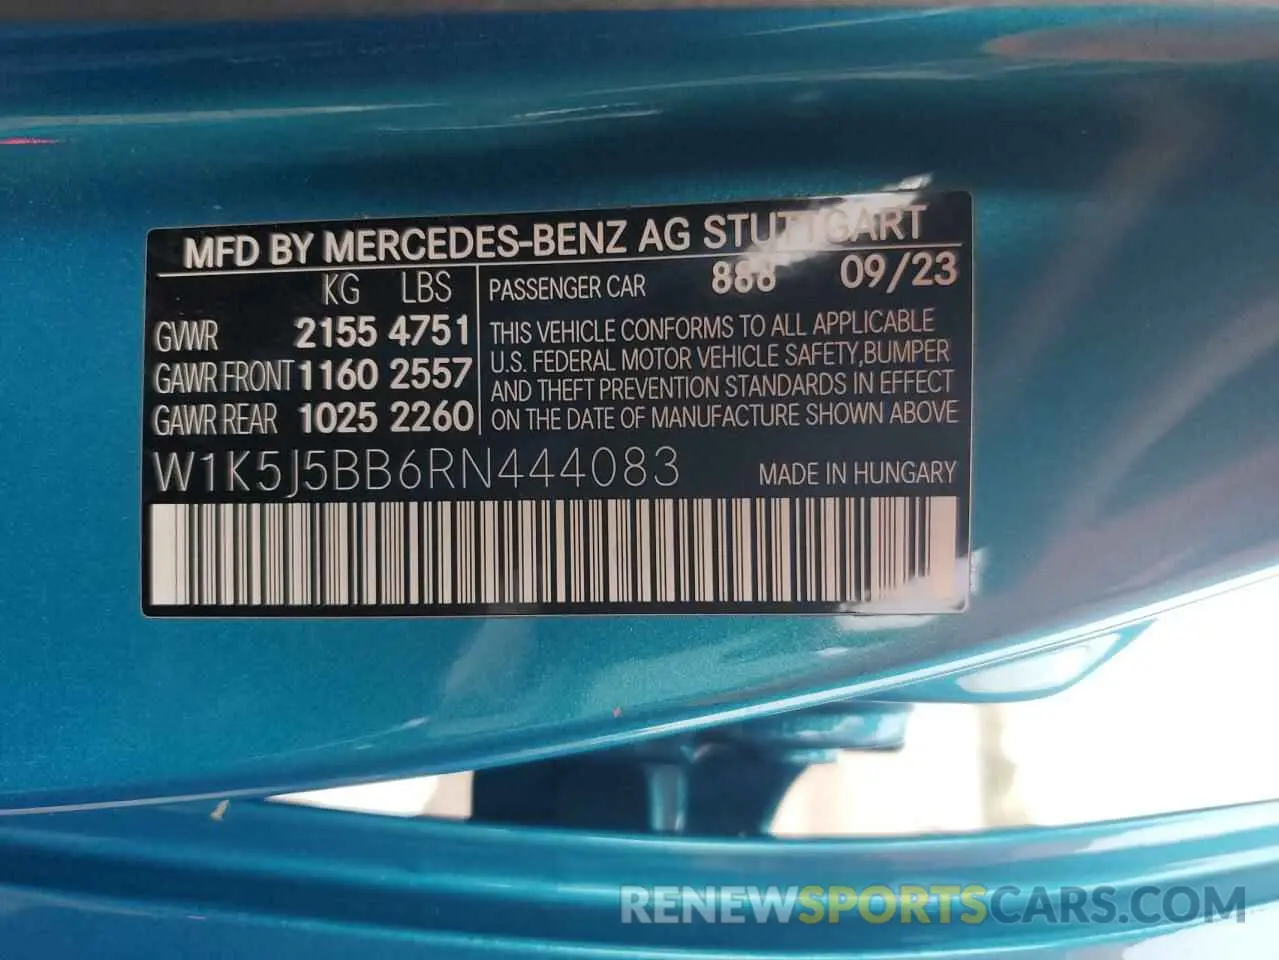 MFD BY MERCEDES-BENZ AG STUTTGART
KG LBS
GVWR 2155 4751
GAWR FRONT 1160 2557
GAWR REAR 1025 2260
PASSENGER CAR 888 09/23
THIS VEHICLE CONFORMS TO ALL APPLICABLE
U.S. FEDERAL MOTOR VEHICLE SAFETY,BUMPER
AND THEFT PREVENTION STANDARDS IN EFFECT
ON THE DATE OF MANUFACTURE SHOWN ABOVE
W1K5J5BB6RN444083 MADE IN HUNGARY
RENEWSPORTSCARS.COM